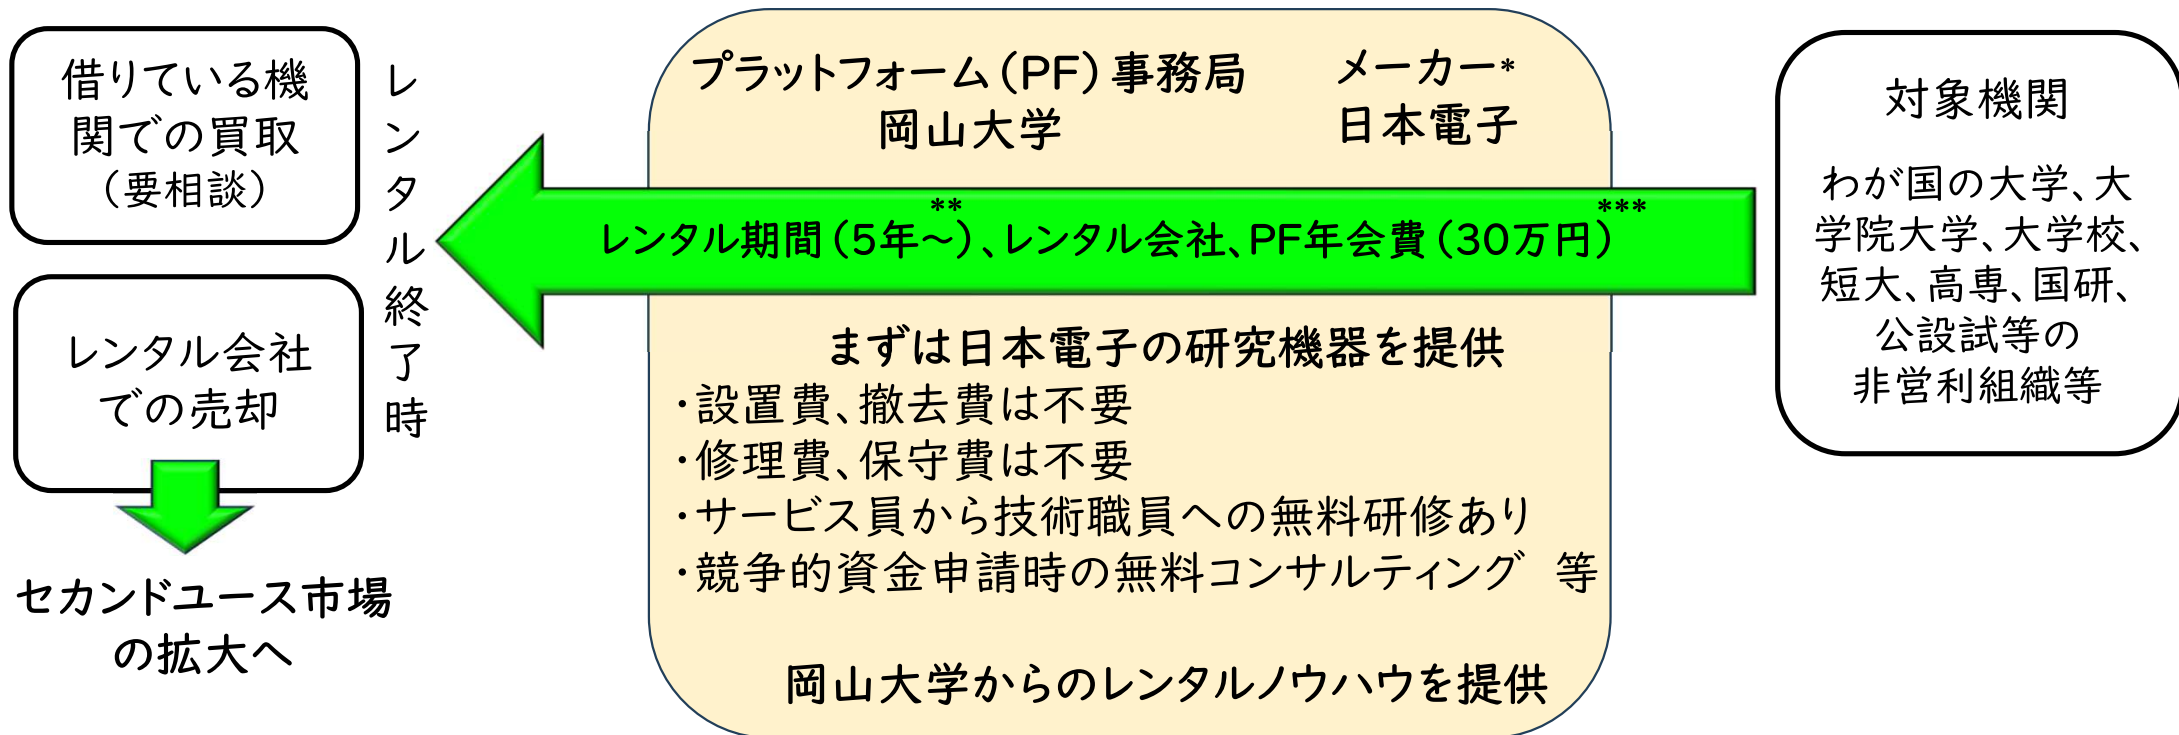 借りている機
関での買取
（要相談）
レンタル終了時
レンタル会社
での売却
セカンドユース市場
の拡大へ
プラットフォーム（PF）事務局
岡山大学
メーカー*
日本電子
**
***
レンタル期間（5年～）、レンタル会社、PF年会費（30万円）
まずは日本電子の研究機器を提供
・設置費、撤去費は不要
・修理費、保守費は不要
・サービス員から技術職員への無料研修あり
・競争的資金申請時の無料コンサルティング　等
岡山大学からのレンタルノウハウを提供
対象機関
わが国の大学、大
学院大学、大学校、
短大、高専、国研、
公設試等の
非営利組織等